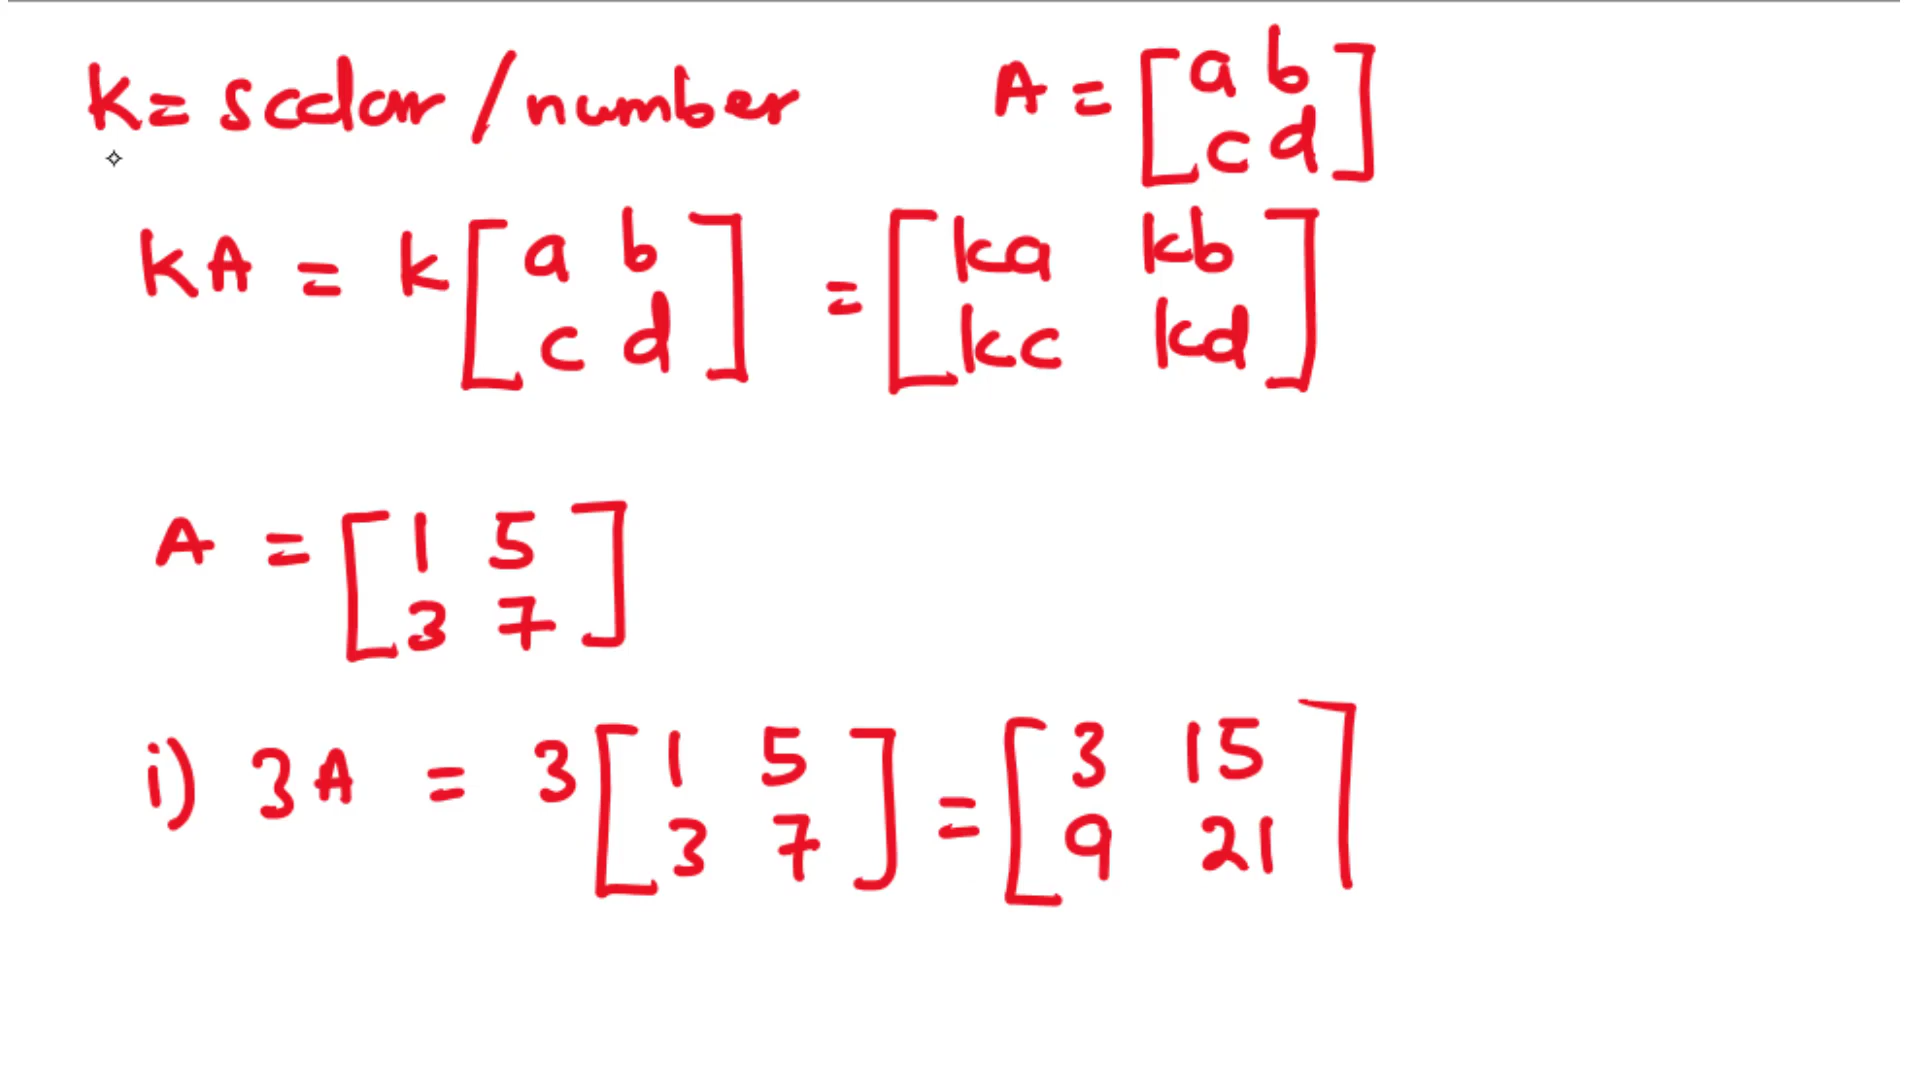 k = scalar / number A = [a b
c d]
kA = k [a b
c d] = [ka kb
kc kd]
A = [1 5
3 7]
i) 3A = 3 [1 5
3 7] = [3 15
9 21]